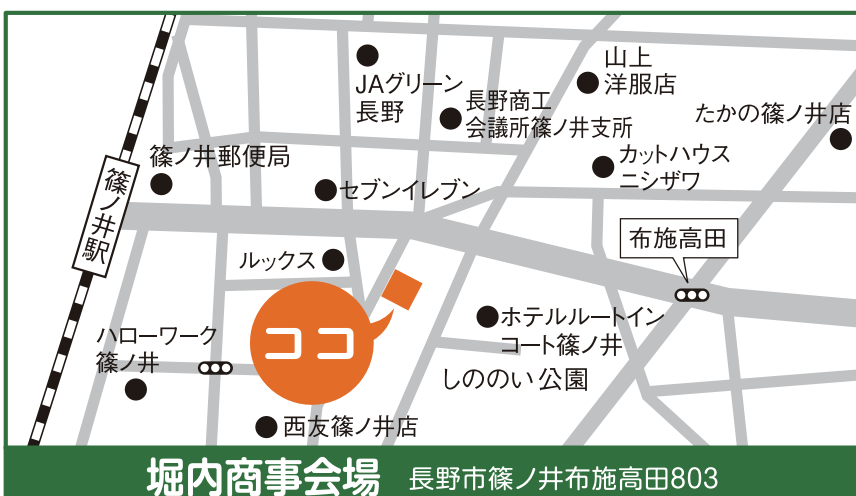 JAグリーン
長野
長野商工
会議所篠ノ井支所
山上
洋服店
たかの篠ノ井店
カットハウス
ニシザワ
篠ノ井郵便局
セブンイレブン
篠ノ井駅
布施高田
ルックス
ココ
ホテルルートイン
コート篠ノ井
しののい公園
ハローワーク
篠ノ井
西友篠ノ井店
堀内商事会場 長野市篠ノ井布施高田803